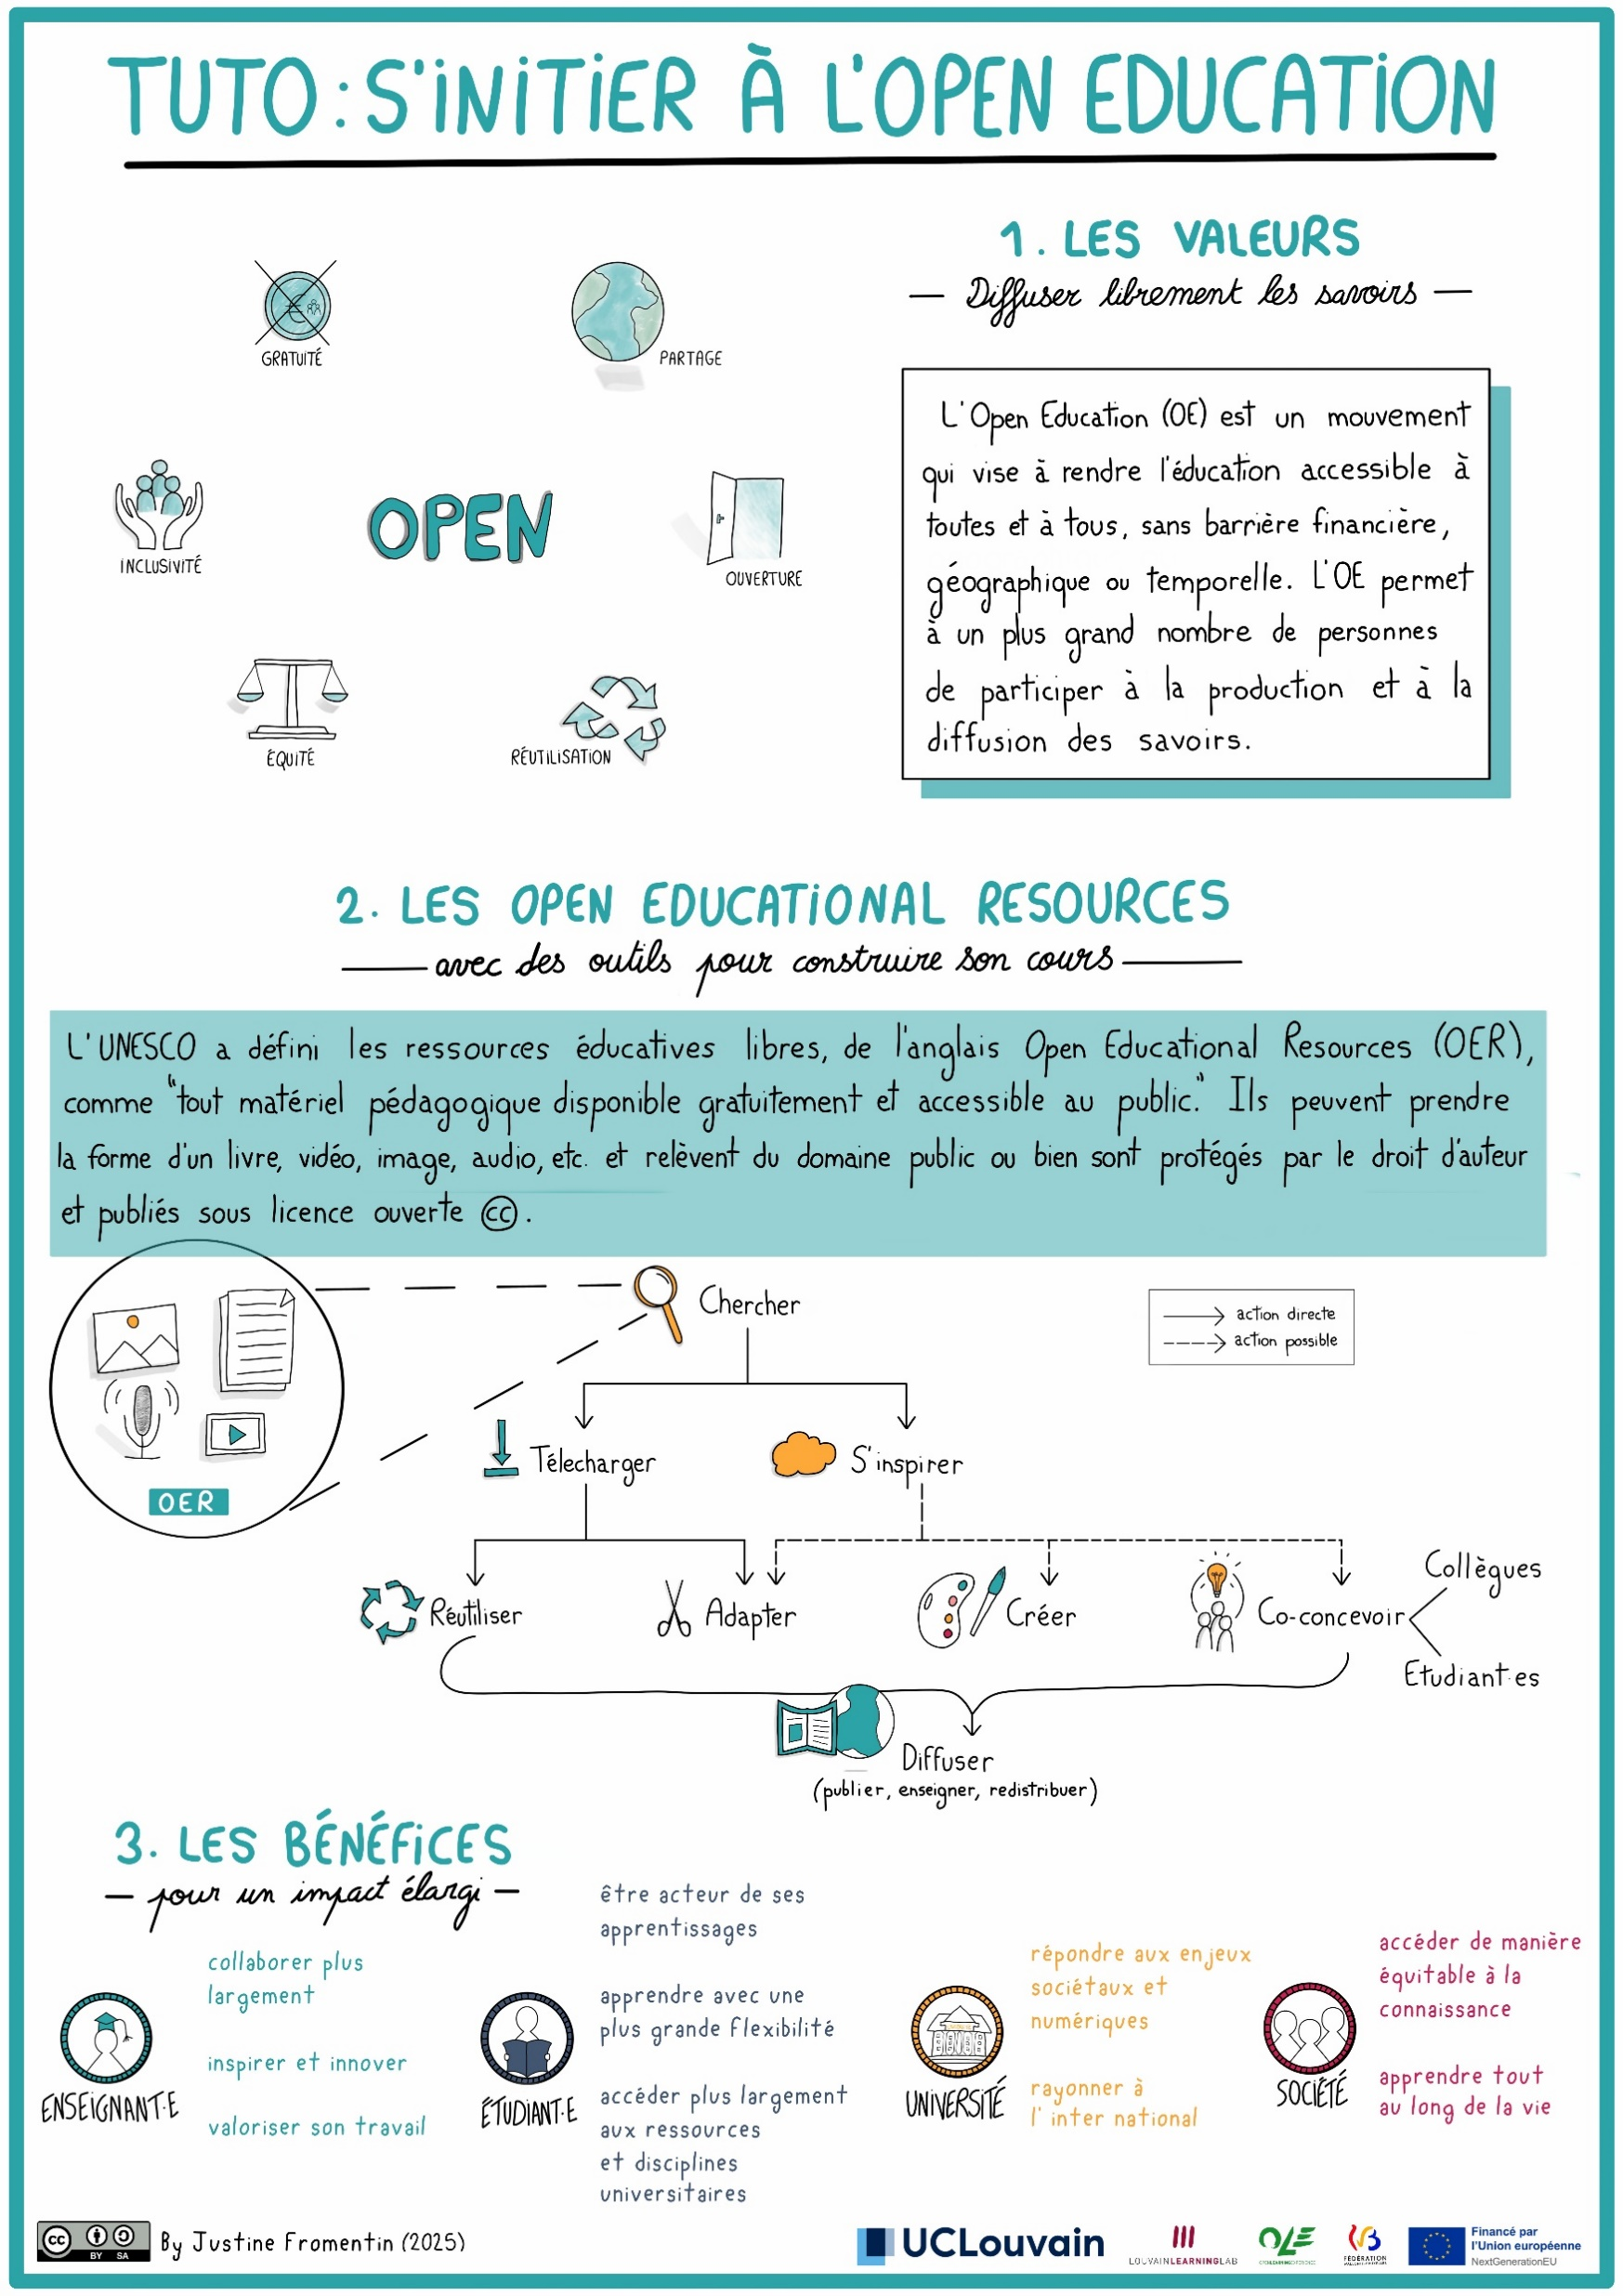 TUTO : S'INITIER À L'OPEN EDUCATION
GRATUITÉ
PARTAGE
INCLUSIVITÉ
OPEN
OUVERTURE
ÉQUITÉ
RÉUTILISATION
1. LES VALEURS
— Diffuser librement les savoirs —
L'Open Education (OE) est un mouvement
qui vise à rendre l'éducation accessible à
toutes et à tous, sans barrière financière,
géographique ou temporelle. L'OE permet
à un plus grand nombre de personnes
de participer à la production et à la
diffusion des savoirs.
2. LES OPEN EDUCATIONAL RESOURCES
— avec des outils pour construire son cours —
L'UNESCO a défini les ressources éducatives libres, de l'anglais Open Educational Resources (OER),
comme "tout matériel pédagogique disponible gratuitement et accessible au public." Ils peuvent prendre
la forme d'un livre, vidéo, image, audio, etc. et relèvent du domaine public ou bien sont protégés par le droit d'auteur
et publiés sous licence ouverte cc.
OER
Chercher
action directe
action possible
Télecharger
S'inspirer
Réutiliser
Adapter
Créer
Co-concevoir
Collègues
Etudiant·es
Diffuser
(publier, enseigner, redistribuer)
3. LES BÉNÉFICES
— pour un impact élargi —
ENSEIGNANT·E
collaborer plus
largement
inspirer et innover
valoriser son travail
ÉTUDIANT·E
être acteur de ses
apprentissages
apprendre avec une
plus grande flexibilité
accéder plus largement
aux ressources
et disciplines
universitaires
UNIVERSITÉ
répondre aux enjeux
sociétaux et
numériques
rayonner à
l'inter national
SOCIÉTÉ
accéder de manière
équitable à la
connaissance
apprendre tout
au long de la vie
cc BY SA
By Justine Fromentin (2025)
UCLouvain
LOUVAINLEARNINGLAB
OLE
FÉDÉRATION
Financé par
l'Union européenne
NextGenerationEU